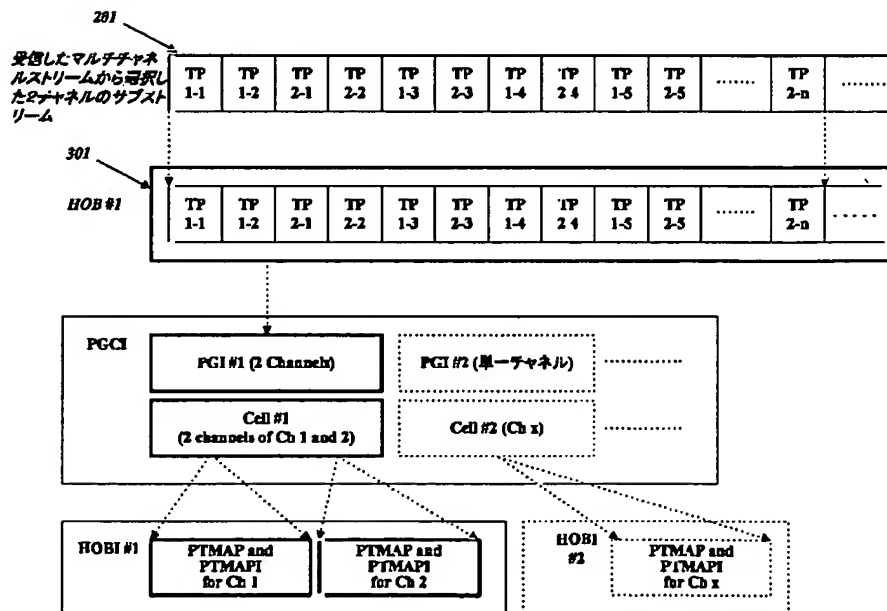 281
受信したマルチチャネ
ルストリームから選択し
た2チャネルのサブスト
リーム
TP 1-1 TP 1-2 TP 2-1 TP 2-2 TP 1-3 TP 2-3 TP 1-4 TP 2 4 TP 1-5 TP 2-5 ....... TP 2-n .......
301
HOB #1
TP 1-1 TP 1-2 TP 2-1 TP 2-2 TP 1-3 TP 2-3 TP 1-4 TP 2 4 TP 1-5 TP 2-5 ....... TP 2-n .....
PGCI
PGI #1 (2 Channels)
PGI #2 (単一チャネル)
Cell #1
(2 channels of Ch 1 and 2)
Cell #2 (Ch x)
HOBI #1
PTMAP and
PTMAPI
for Ch 1
PTMAP and
PTMAPI
for Ch 2
HOBI
#2
PTMAP and
PTMAPI
for Ch x